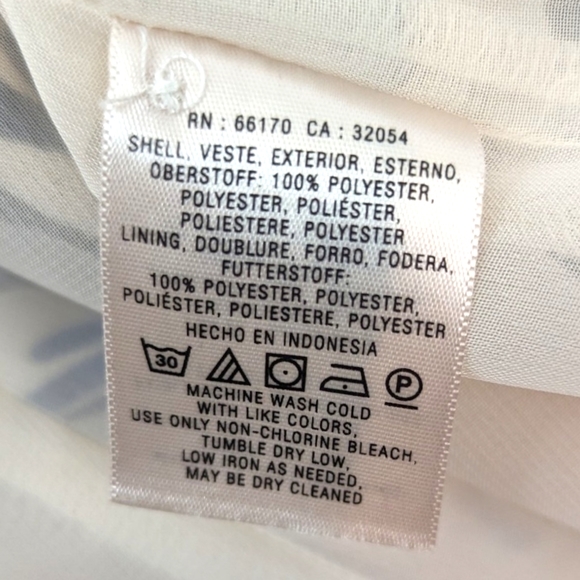 RN : 66170 CA : 32054
SHELL, VESTE, EXTERIOR, ESTERNO,
OBERSTOFF: 100% POLYESTER,
POLYESTER, POLIÉSTER,
POLIESTERE, POLYESTER
LINING, DOUBLURE, FORRO, FODERA,
FUTTERSTOFF:
100% POLYESTER, POLYESTER,
POLIÉSTER, POLIESTERE, POLYESTER
HECHO EN INDONESIA
30 P
MACHINE WASH COLD
WITH LIKE COLORS,
USE ONLY NON-CHLORINE BLEACH,
TUMBLE DRY LOW,
LOW IRON AS NEEDED,
MAY BE DRY CLEANED